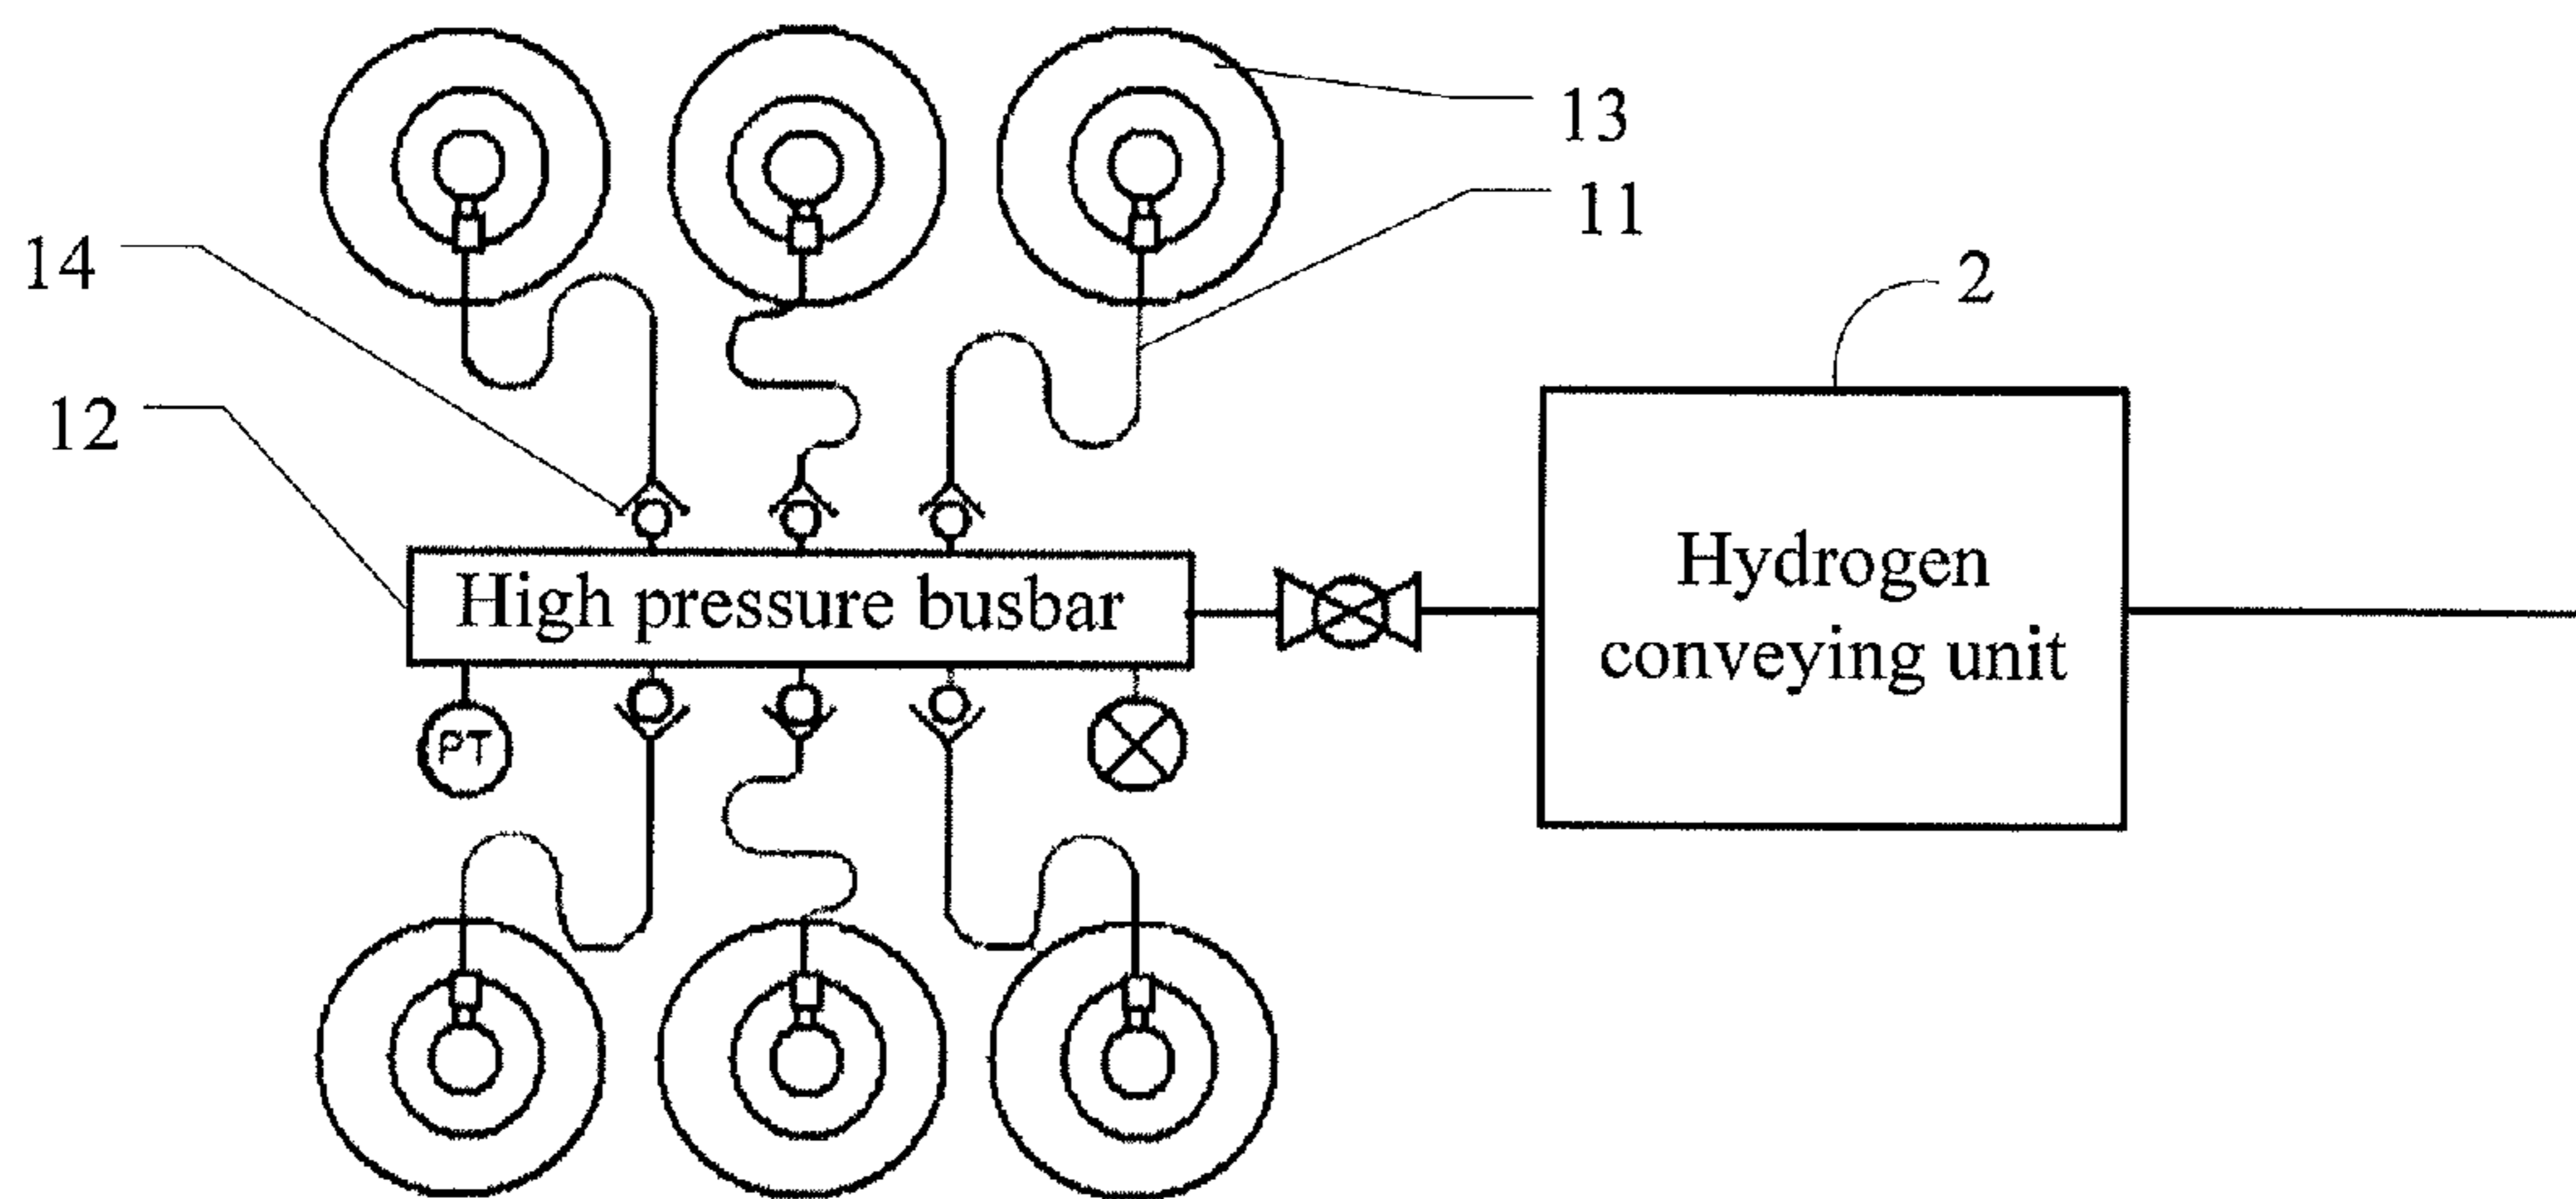 13
11
14
2
12
High pressure busbar
Hydrogen
conveying unit
PT